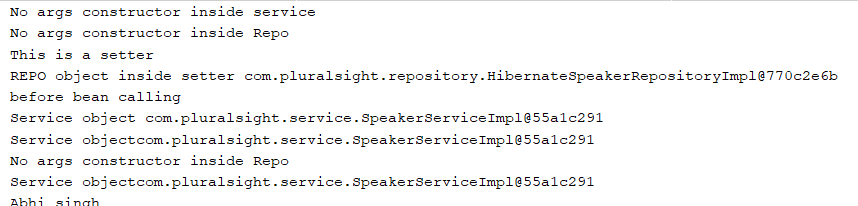 No args constructor inside service
No args constructor inside Repo
This is a setter
REPO object inside setter com.pluralsight.repository.HibernateSpeakerRepositoryImpl@770c2e6b
before bean calling
Service object com.pluralsight.service.SpeakerServiceImpl@55a1c291
Service objectcom.pluralsight.service.SpeakerServiceImpl@55a1c291
No args constructor inside Repo
Service objectcom.pluralsight.service.SpeakerServiceImpl@55a1c291
Abhi singh